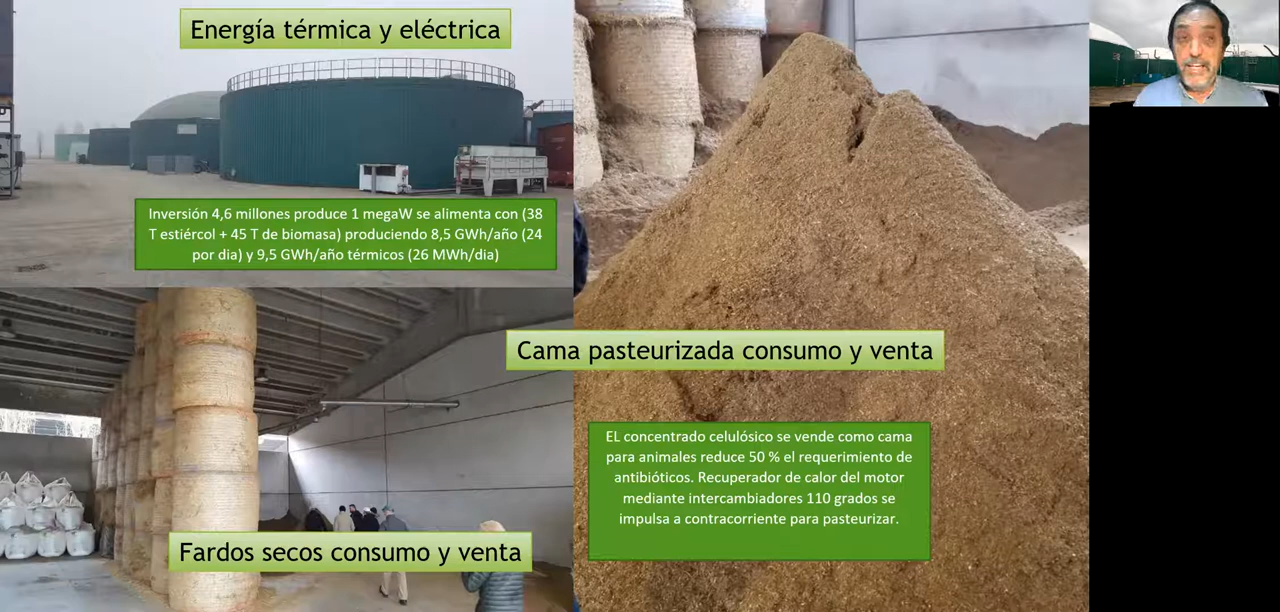 Energía térmica y eléctrica
Inversión 4,6 millones produce 1 megaW se alimenta con (38
T estiércol + 45 T de biomasa) produciendo 8,5 GWh/año (24
por dia) y 9,5 GWh/año térmicos (26 MWh/dia)
Cama pasteurizada consumo y venta
EL concentrado celulósico se vende como cama
para animales reduce 50 % el requerimiento de
antibióticos. Recuperador de calor del motor
mediante intercambiadores 110 grados se
impulsa a contracorriente para pasteurizar.
Fardos secos consumo y venta